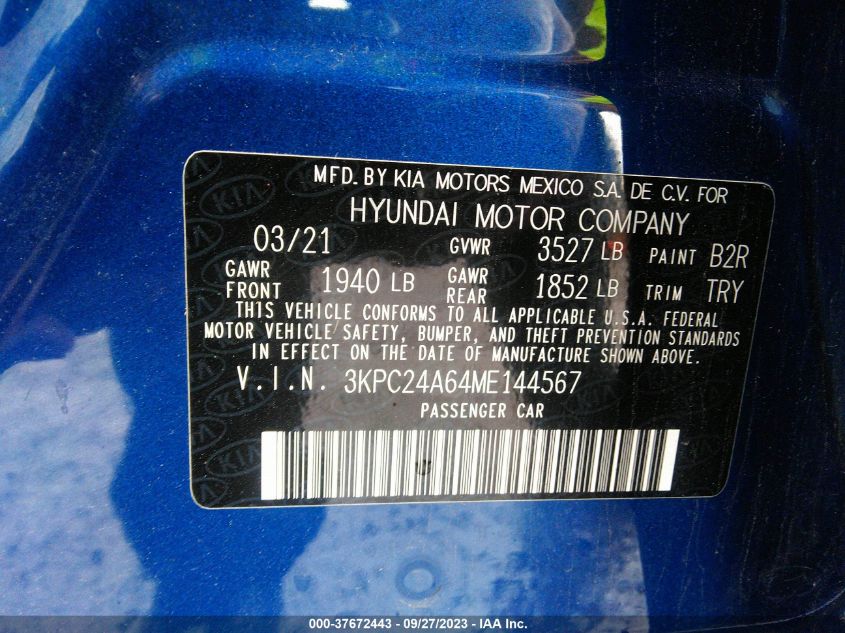 MFD. BY KIA MOTORS MEXICO S.A. DE C.V. FOR
HYUNDAI MOTOR COMPANY
03/21 GVWR 3527 LB PAINT B2R
GAWR FRONT 1940 LB GAWR REAR 1852 LB TRIM TRY
THIS VEHICLE CONFORMS TO ALL APPLICABLE U.S.A. FEDERAL
MOTOR VEHICLE SAFETY, BUMPER, AND THEFT PREVENTION STANDARDS
IN EFFECT ON THE DATE OF MANUFACTURE SHOWN ABOVE.
V.I.N. 3KPC24A64ME144567
PASSENGER CAR
000-37672443 - 09/27/2023 - IAA Inc.